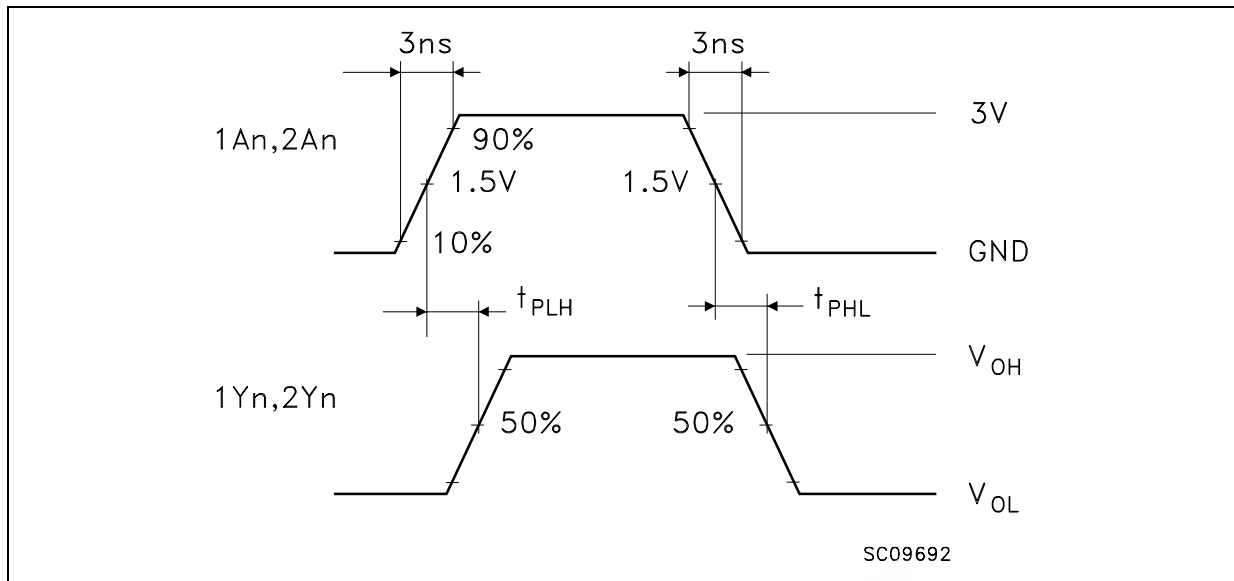 3ns 3ns
3V
1An,2An 90%
1.5V 1.5V
10% GND
tPLH tPHL
VOH
1Yn,2Yn 50% 50%
VOL
SC09692